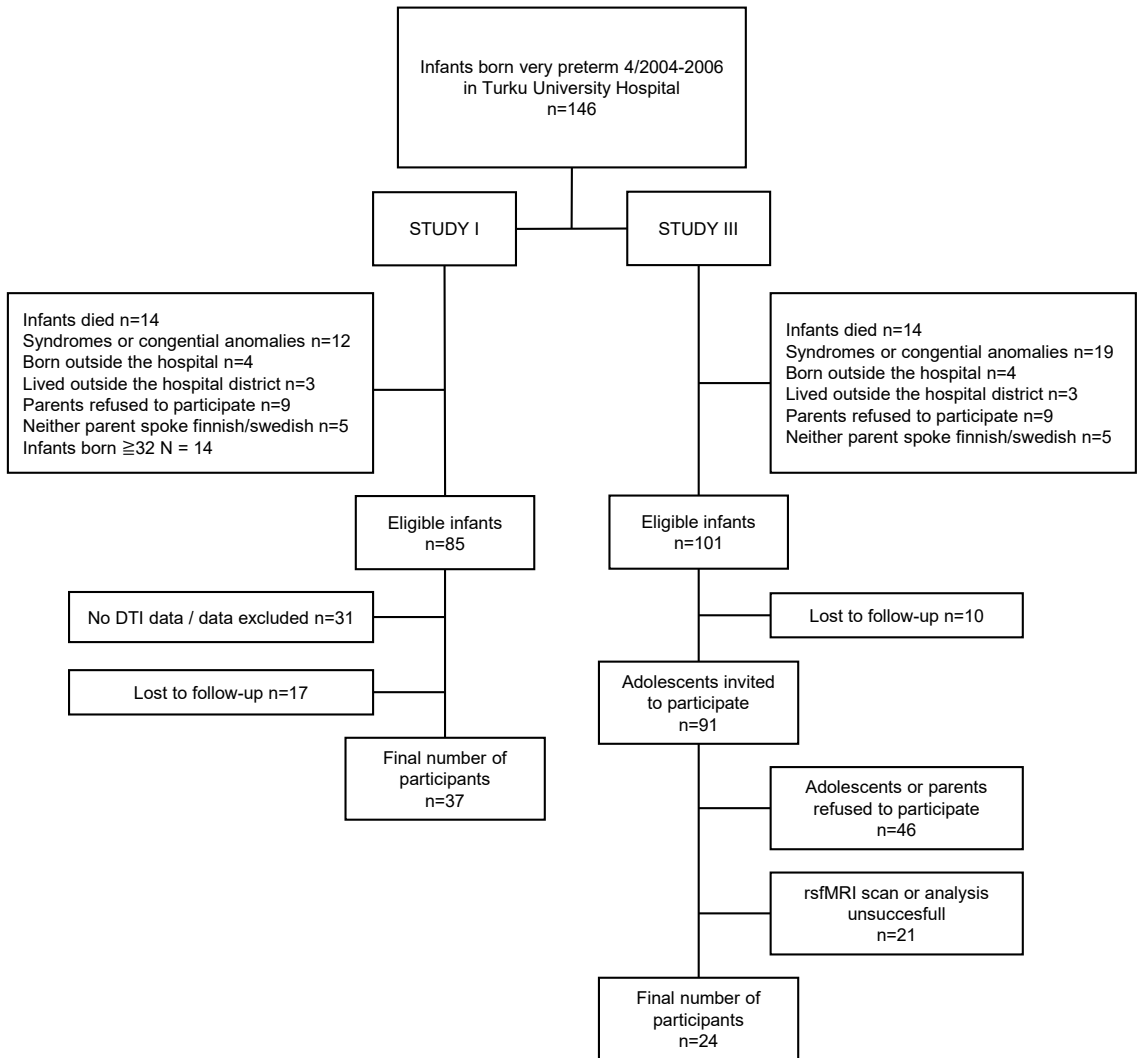 Infants born very preterm 4/2004-2006
in Turku University Hospital
n=146
STUDY I
STUDY III
Infants died n=14
Syndromes or congential anomalies n=12
Born outside the hospital n=4
Lived outside the hospital district n=3
Parents refused to participate n=9
Neither parent spoke finnish/swedish n=5
Infants born ≧32 N = 14
Infants died n=14
Syndromes or congential anomalies n=19
Born outside the hospital n=4
Lived outside the hospital district n=3
Parents refused to participate n=9
Neither parent spoke finnish/swedish n=5
Eligible infants
n=85
Eligible infants
n=101
No DTI data / data excluded n=31
Lost to follow-up n=10
Lost to follow-up n=17
Adolescents invited
to participate
n=91
Final number of
participants
n=37
Adolescents or parents
refused to participate
n=46
rsfMRI scan or analysis
unsuccesfull
n=21
Final number of
participants
n=24